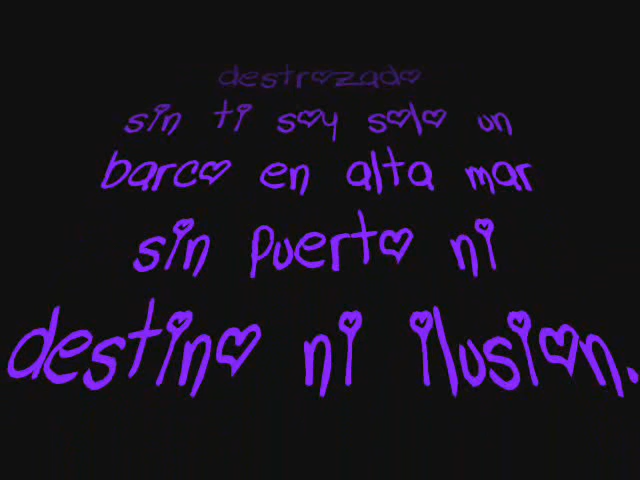 destrozado
sin ti soy solo un
barco en alta mar
sin puerto ni
destino ni ilusion.